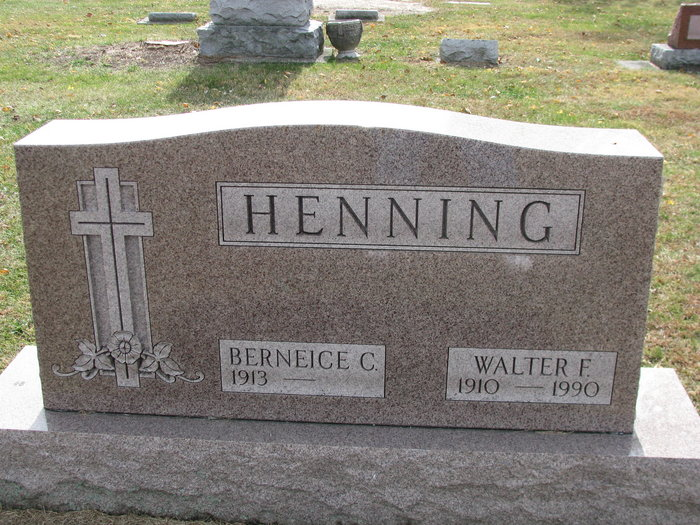 HENNING
BERNEICE C.
1913 —
WALTER F.
1910 — 1990